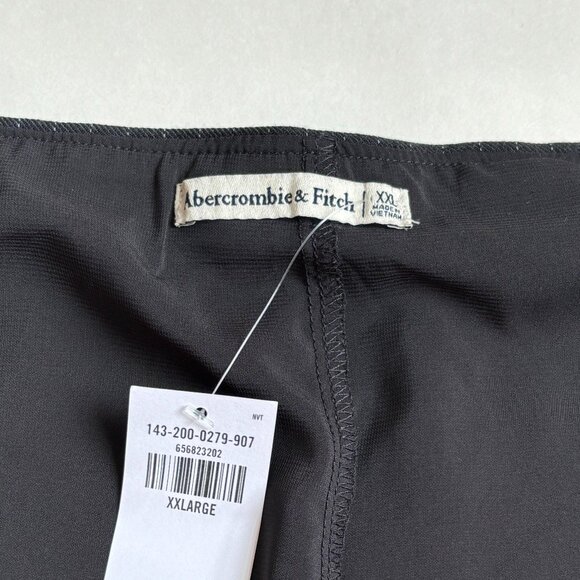 Abercrombie & Fitch
XXL
MADE IN
VIETNAM
NVT
143-200-0279-907
656823202
XXLARGE